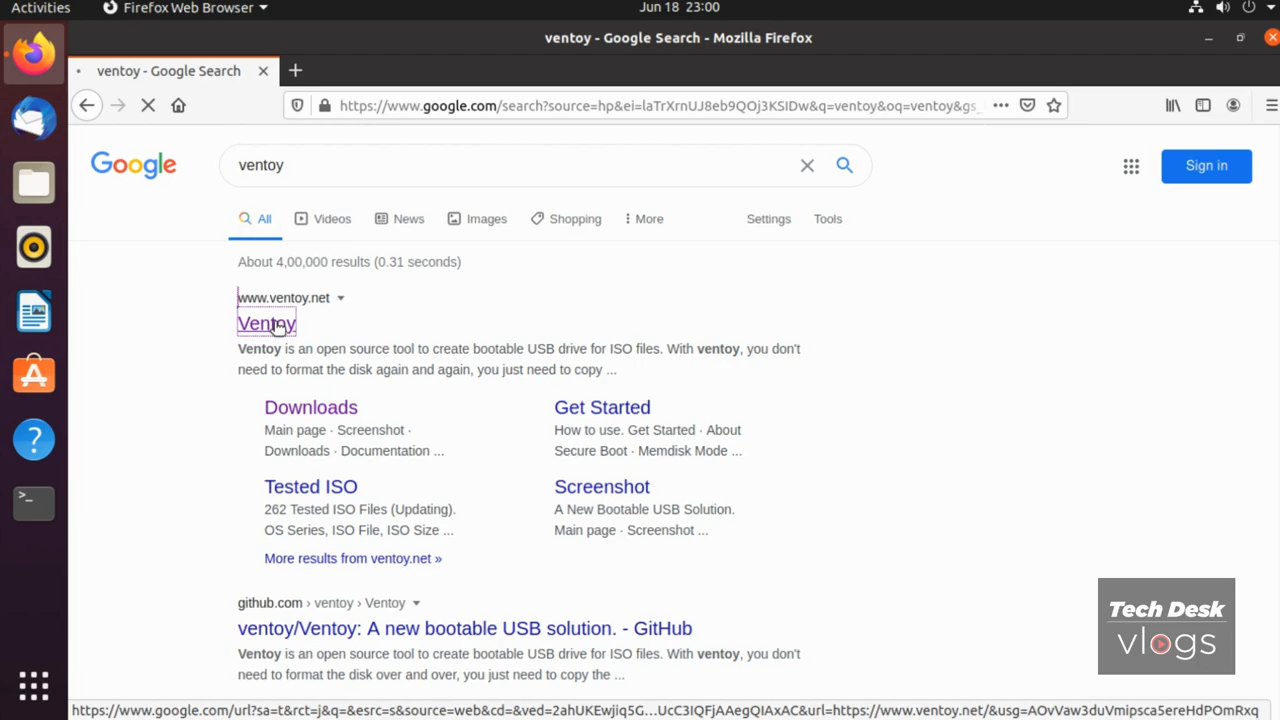 Activities Firefox Web Browser Jun 18 23:00
ventoy - Google Search - Mozilla Firefox
ventoy - Google Search
https://www.google.com/search?source=hp&ei=laTrXrnUJ8eb9QOj3KSIDw&q=ventoy&oq=ventoy&gs_
Google
ventoy
Sign in
All Videos News Images Shopping More Settings Tools
About 4,00,000 results (0.31 seconds)
www.ventoy.net
Ventoy
Ventoy is an open source tool to create bootable USB drive for ISO files. With ventoy, you don't
need to format the disk again and again, you just need to copy ...
Downloads
Main page · Screenshot ·
Downloads · Documentation ...
Get Started
How to use. Get Started · About
Secure Boot · Memdisk Mode ...
Tested ISO
262 Tested ISO Files (Updating).
OS Series, ISO File, ISO Size ...
Screenshot
A New Bootable USB Solution.
Main page · Screenshot ...
More results from ventoy.net »
github.com › ventoy › Ventoy
ventoy/Ventoy: A new bootable USB solution. - GitHub
Ventoy is an open source tool to create bootable USB drive for ISO files. With ventoy, you don't
need to format the disk over and over, you just need to copy the ...
Tech Desk
vlogs
https://www.google.com/url?sa=t&rct=j&q=&esrc=s&source=web&cd=&ved=2ahUKEwjiq5G...UcC3IQFjAAegQIAxAC&url=https://www.ventoy.net/&usg=AOvVaw3duVmipsca5ereHdPOmRxq